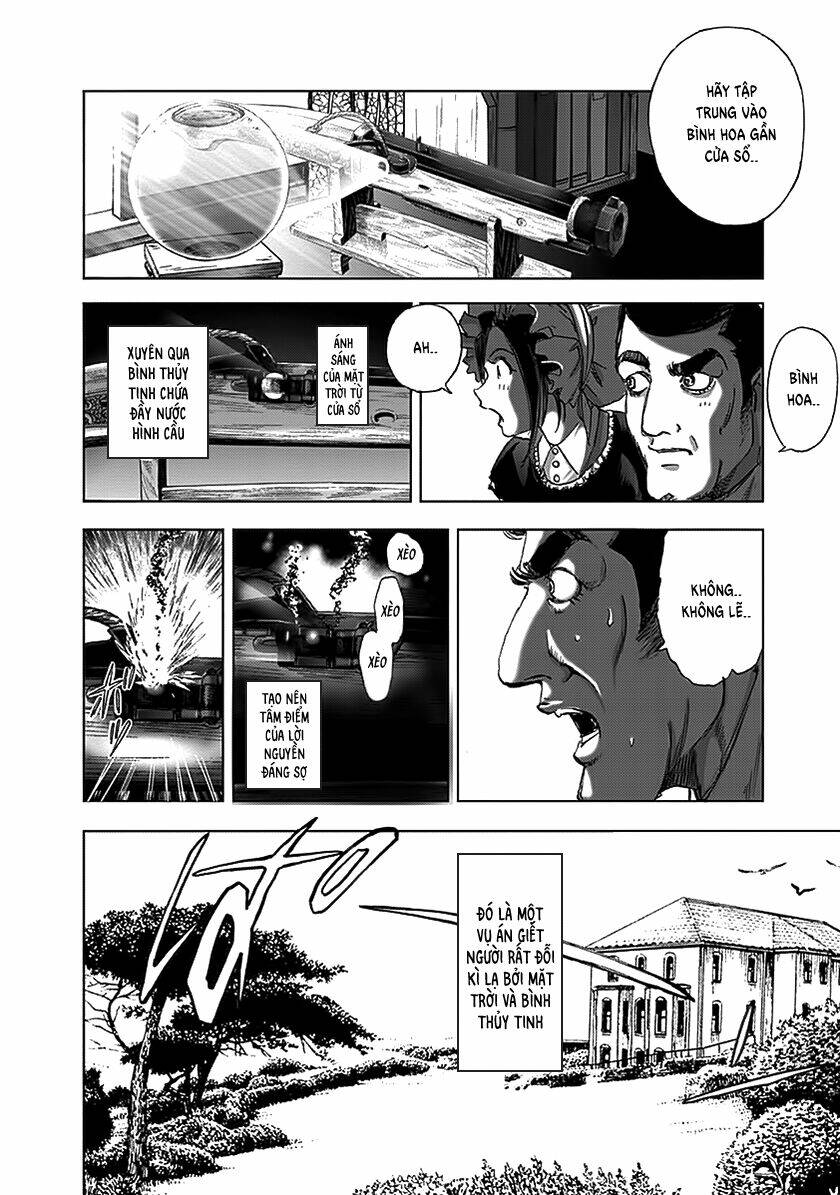 HÃY TẬP
TRUNG VÀO
BÌNH HOA GẦN
CỬA SỔ..
BÌNH
HOA..
AH..
ÁNH
SÁNG
CỦA MẶT
TRỜI TỪ
CỬA SỔ
XUYÊN QUA
BÌNH THỦY
TINH CHỨA
ĐẦY NƯỚC
HÌNH CẦU
KHÔNG..
KHÔNG LẼ..
XÈO
XÈO
XÈO
TẠO NÊN
TÂM ĐIỂM
CỦA LỜI
NGUYỀN
ĐÁNG SỢ
ĐÓ LÀ MỘT
VỤ ÁN GIẾT
NGƯỜI RẤT ĐỖI
KÌ LẠ BỞI MẶT
TRỜI VÀ BÌNH
THỦY TINH